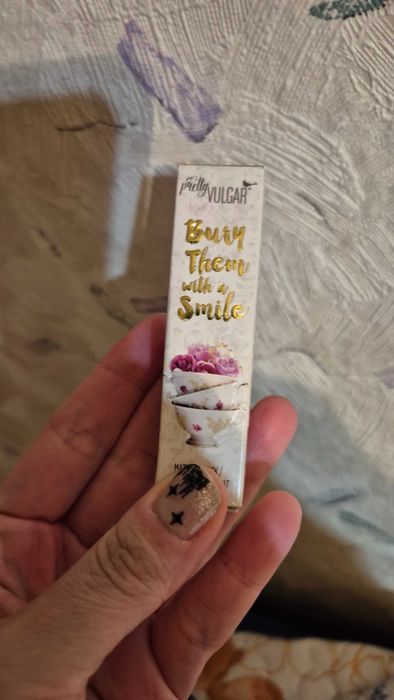 pretty
VULGAR
Bury
Them
with a
Smile